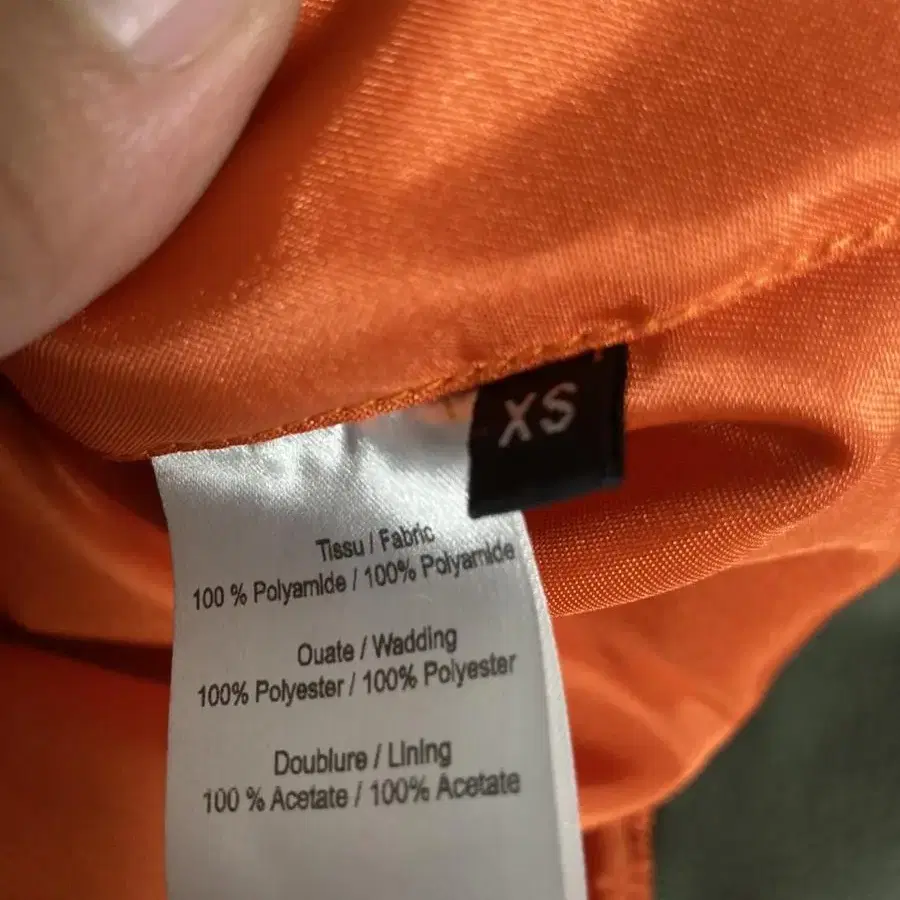 XS
Tissu / Fabric
100 % Polyamide / 100% Polyamide
Ouate / Wadding
100% Polyester / 100% Polyester
Doublure / Lining
100 % Acetate / 100% Acetate